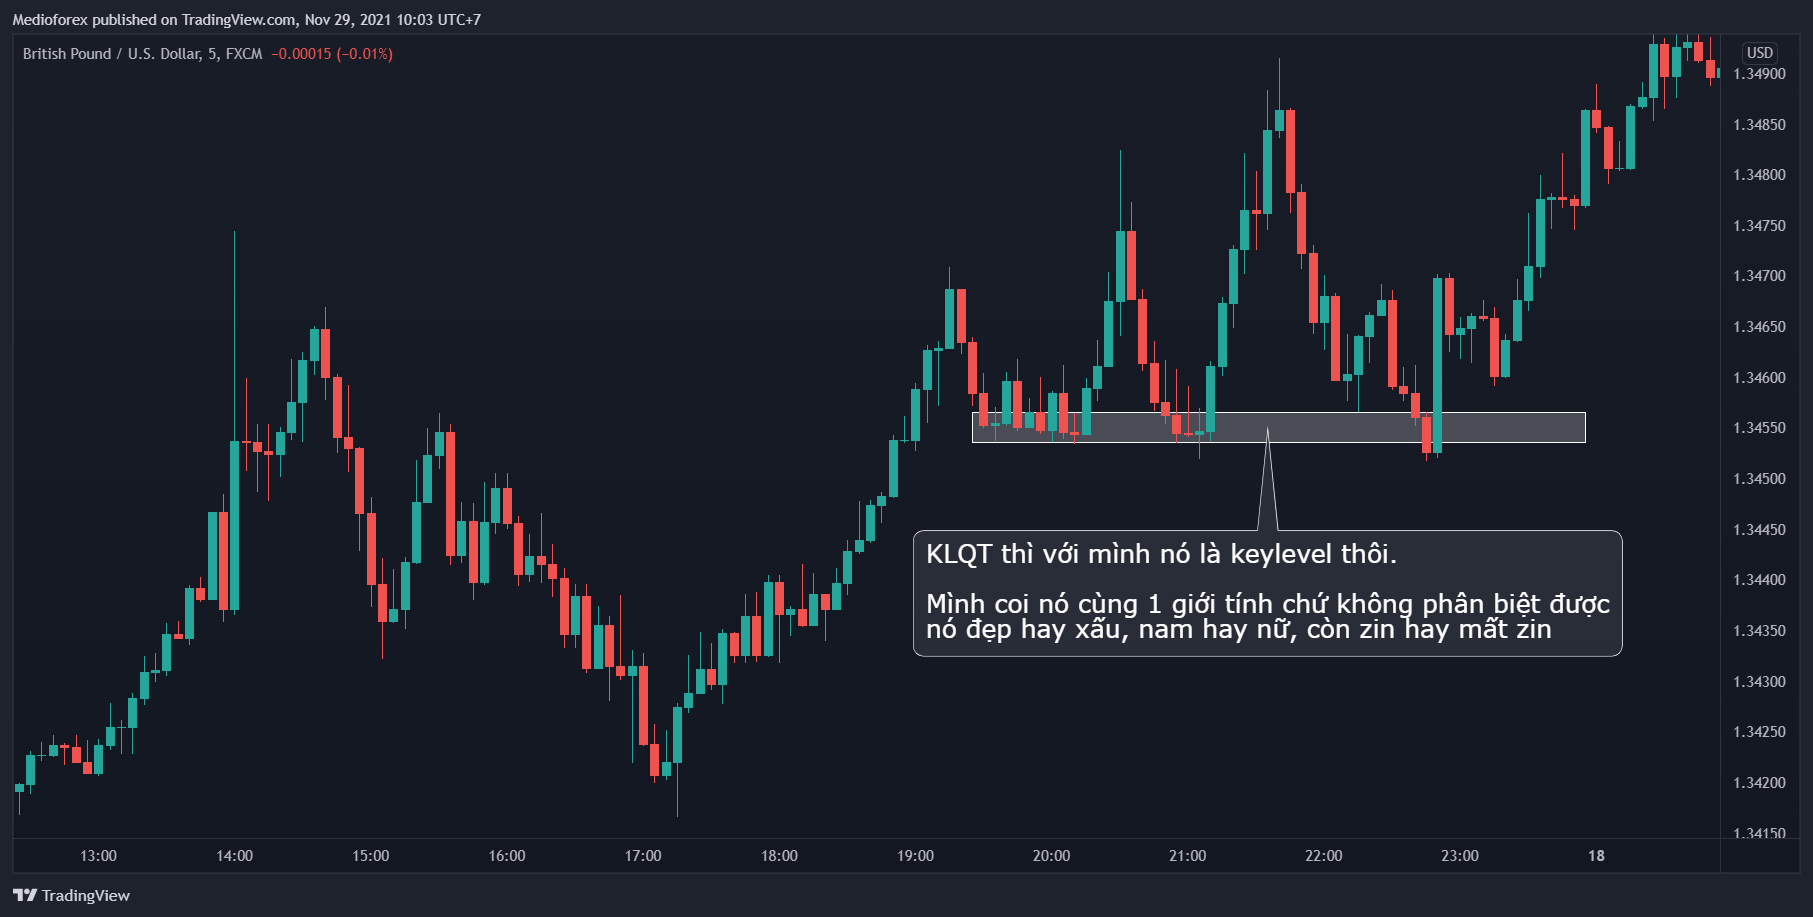 Medioforex published on TradingView.com, Nov 29, 2021 10:03 UTC+7
British Pound / U.S. Dollar, 5, FXCM −0.00015 (−0.01%)
USD
1.34900
1.34850
1.34800
1.34750
1.34700
1.34650
1.34600
1.34550
1.34500
1.34450
1.34400
1.34350
1.34300
1.34250
1.34200
1.34150
KLQT thì với mình nó là keylevel thôi.
Mình coi nó cùng 1 giới tính chứ không phân biệt được
nó đẹp hay xấu, nam hay nữ, còn zin hay mất zin
13:00 14:00 15:00 16:00 17:00 18:00 19:00 20:00 21:00 22:00 23:00 18
TradingView